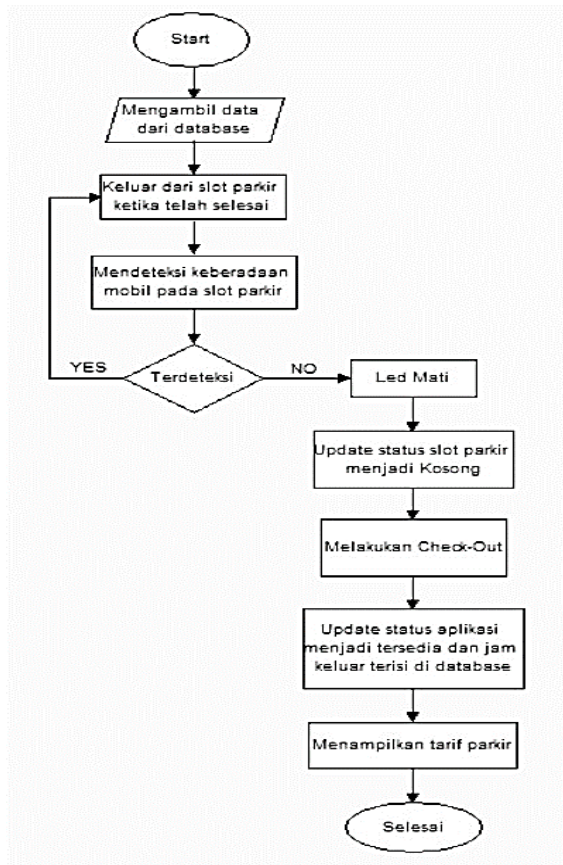 Start
Mengambil data
dari database
Keluar dari slot parkir
ketika telah selesai
Mendeteksi keberadaan
mobil pada slot parkir
YES
Terdeteksi
NO
Led Mati
Update status slot parkir
menjadi Kosong
Melakukan Check-Out
Update status aplikasi
menjadi tersedia dan jam
keluar terisi di database
Menampilkan tarif parkir
Selesai